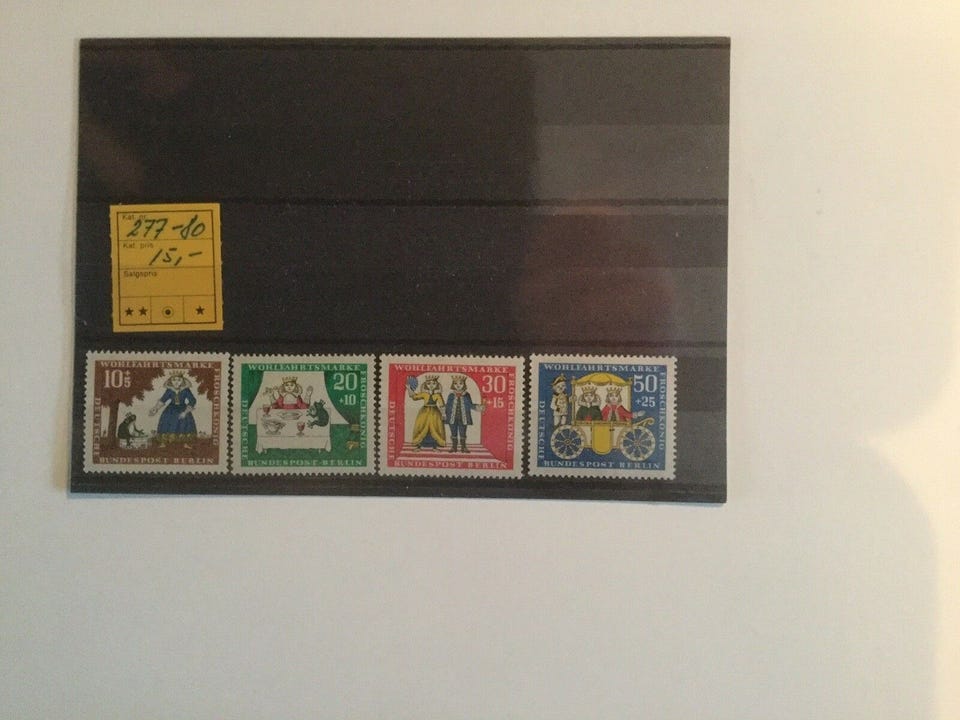 Kat. nr.
277-80
Kat. pris
15,-
Salgspris
★★ ★
WOHLFAHRTSMARKE
10+5
FROSCHKÖNIG
DEUTSCHE
BUNDESPOST BERLIN
WOHLFAHRTSMARKE
20
+10
FROSCHKÖNIG
DEUTSCHE
BUNDESPOST BERLIN
WOHLFAHRTSMARKE
30
+15
FROSCHKÖNIG
DEUTSCHE
BUNDESPOST BERLIN
WOHLFAHRTSMARKE
50
+25
FROSCHKÖNIG
DEUTSCHE
BUNDESPOST BERLIN